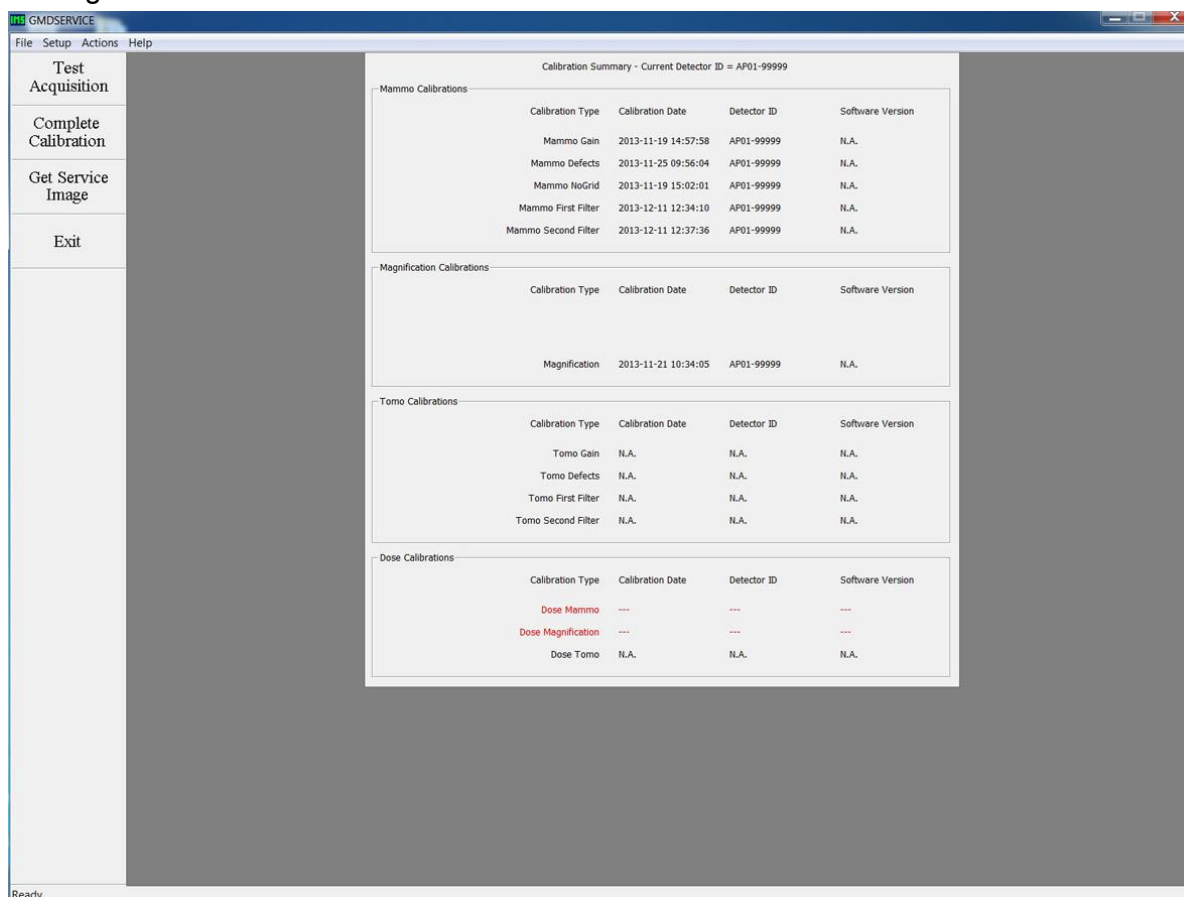 IMS GMDSERVICE
File Setup Actions Help
Test
Acquisition
Complete
Calibration
Get Service
Image
Exit
Calibration Summary - Current Detector ID = AP01-99999
Mammo Calibrations
Calibration Type Calibration Date Detector ID Software Version
Mammo Gain 2013-11-19 14:57:58 AP01-99999 N.A.
Mammo Defects 2013-11-25 09:56:04 AP01-99999 N.A.
Mammo NoGrid 2013-11-19 15:02:01 AP01-99999 N.A.
Mammo First Filter 2013-12-11 12:34:10 AP01-99999 N.A.
Mammo Second Filter 2013-12-11 12:37:36 AP01-99999 N.A.
Magnification Calibrations
Calibration Type Calibration Date Detector ID Software Version
Magnification 2013-11-21 10:34:05 AP01-99999 N.A.
Tomo Calibrations
Calibration Type Calibration Date Detector ID Software Version
Tomo Gain N.A. N.A. N.A.
Tomo Defects N.A. N.A. N.A.
Tomo First Filter N.A. N.A. N.A.
Tomo Second Filter N.A. N.A. N.A.
Dose Calibrations
Calibration Type Calibration Date Detector ID Software Version
Dose Mammo --- --- ---
Dose Magnification --- --- ---
Dose Tomo N.A. N.A. N.A.
Ready